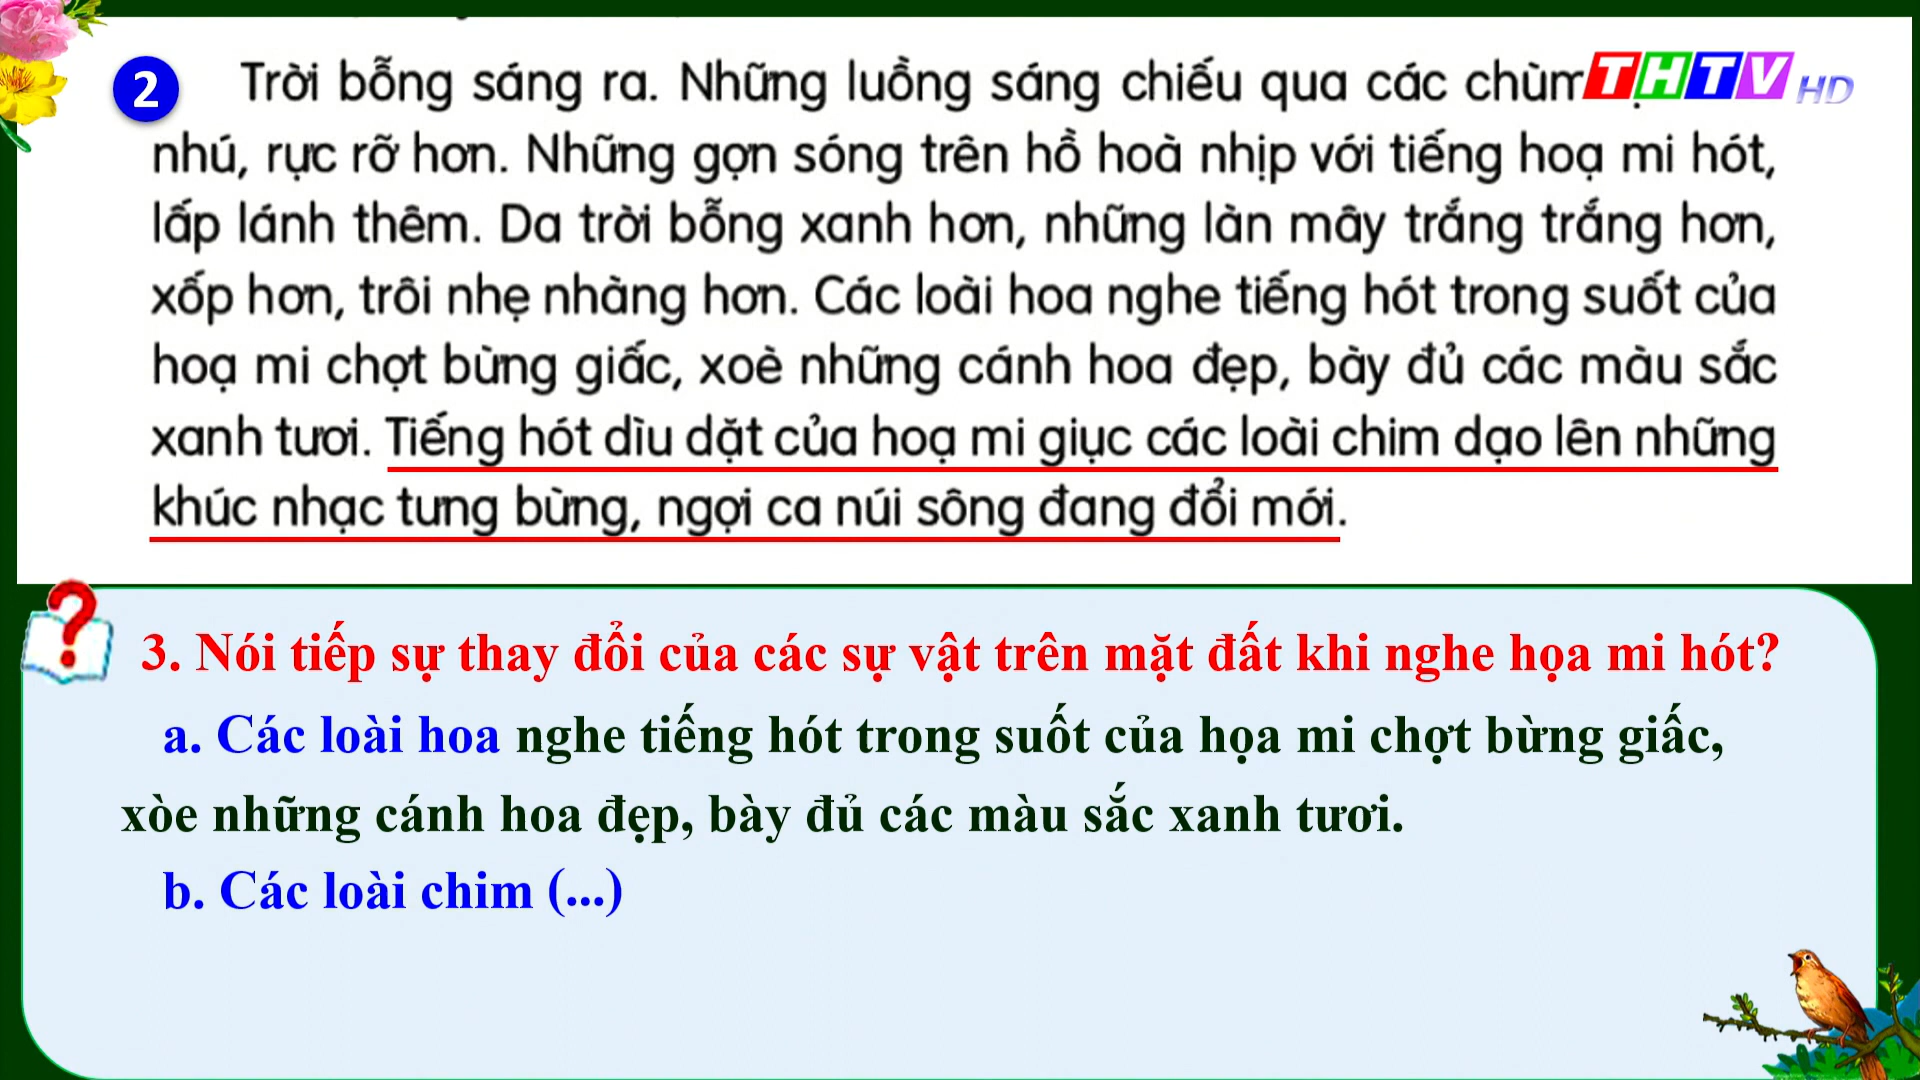 2 Trời bỗng sáng ra. Những luồng sáng chiếu qua các chùm
THTV HD
nhú, rực rỡ hơn. Những gợn sóng trên hồ hoà nhịp với tiếng hoạ mi hót,
lấp lánh thêm. Da trời bỗng xanh hơn, những làn mây trắng trắng hơn,
xốp hơn, trôi nhẹ nhàng hơn. Các loài hoa nghe tiếng hót trong suốt của
hoạ mi chợt bừng giấc, xoè những cánh hoa đẹp, bày đủ các màu sắc
xanh tươi. Tiếng hót dìu dặt của hoạ mi giục các loài chim dạo lên những
khúc nhạc tưng bừng, ngợi ca núi sông đang đổi mới.
3. Nói tiếp sự thay đổi của các sự vật trên mặt đất khi nghe họa mi hót?
a. Các loài hoa nghe tiếng hót trong suốt của họa mi chợt bừng giấc,
xòe những cánh hoa đẹp, bày đủ các màu sắc xanh tươi.
b. Các loài chim (...)